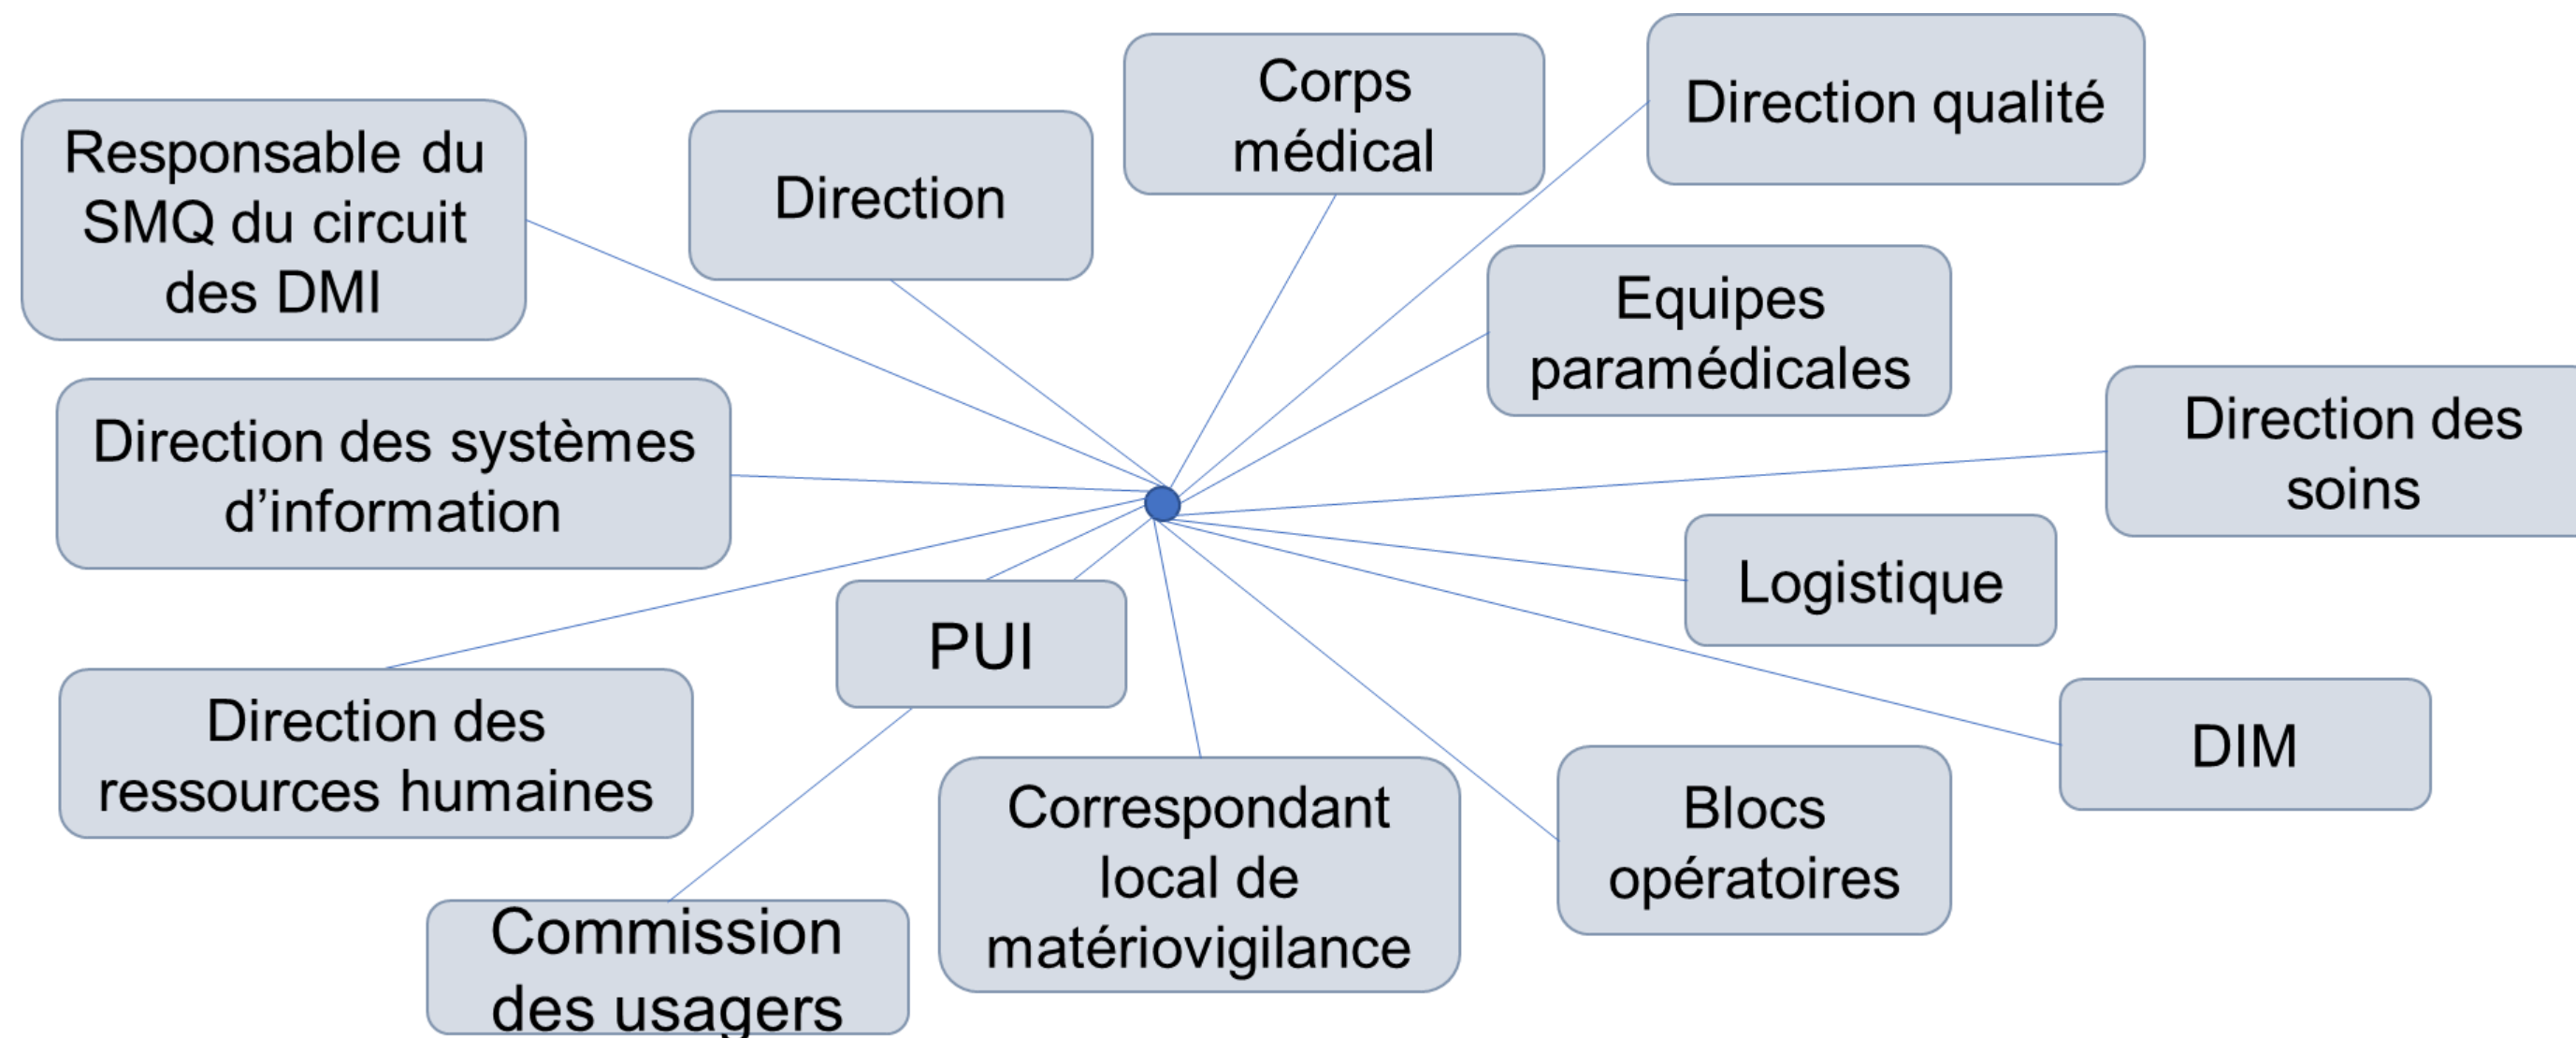 Corps
médical
Direction qualité
Responsable du
SMQ du circuit
des DMI
Direction
Equipes
paramédicales
Direction des systèmes
d’information
Direction des
soins
Logistique
PUI
Direction des
ressources humaines
DIM
Correspondant
local de
matériovigilance
Blocs
opératoires
Commission
des usagers